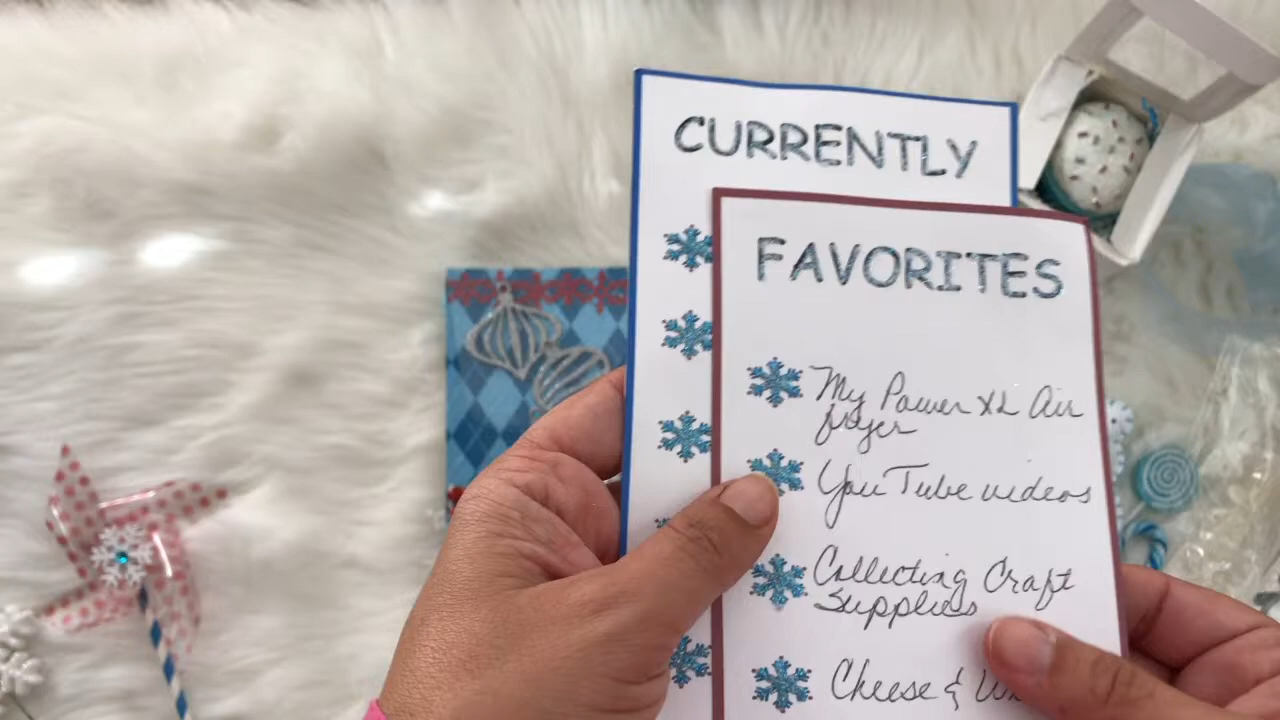 CURRENTLY
FAVORITES
My Power XL Air
fryer
YouTube videos
Collecting Craft
Supplies
Cheese &